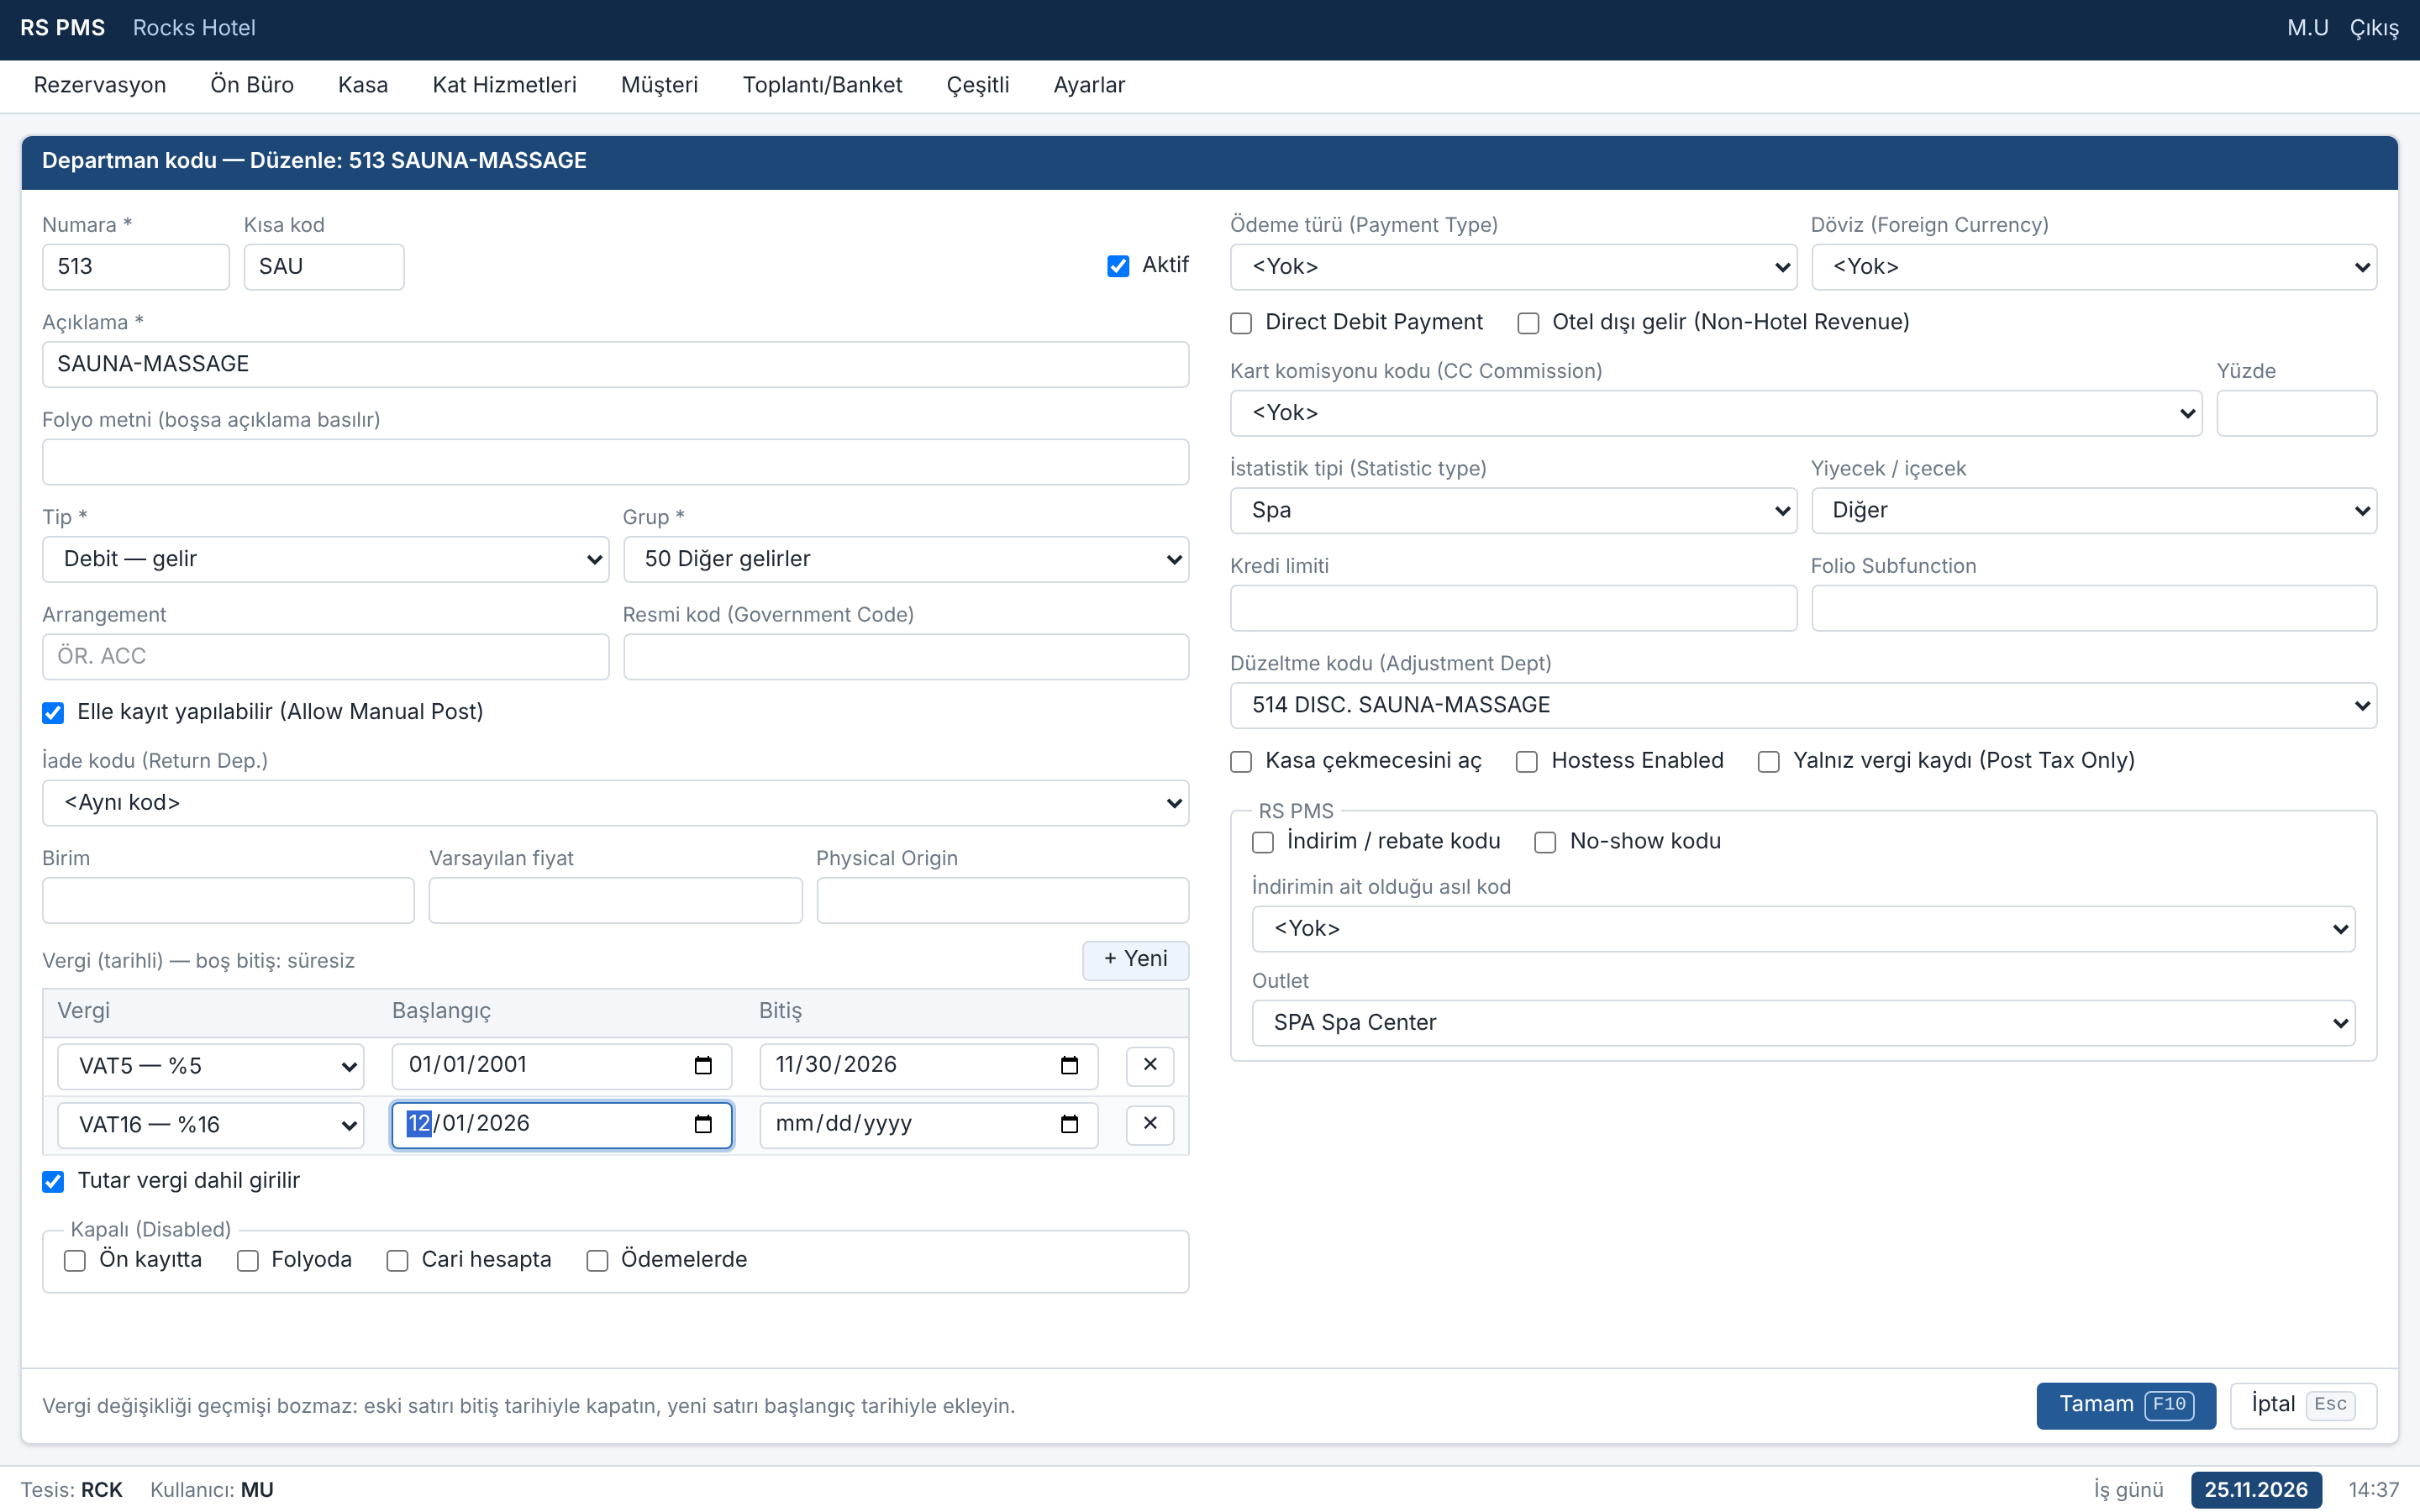 RS PMS Rocks Hotel M.U Çıkış
Rezervasyon Ön Büro Kasa Kat Hizmetleri Müşteri Toplantı/Banket Çeşitli Ayarlar
Departman kodu — Düzenle: 513 SAUNA-MASSAGE
Numara * Kısa kod
513 SAU Aktif
Açıklama *
SAUNA-MASSAGE
Folyo metni (boşsa açıklama basılır)
Tip * Grup *
Debit — gelir 50 Diğer gelirler
Arrangement Resmi kod (Government Code)
ÖR. ACC
Elle kayıt yapılabilir (Allow Manual Post)
İade kodu (Return Dep.)
<Aynı kod>
Birim Varsayılan fiyat Physical Origin
Vergi (tarihli) — boş bitiş: süresiz + Yeni
Vergi Başlangıç Bitiş
VAT5 — %5 01/01/2001 11/30/2026 ✕
VAT16 — %16 12/01/2026 mm/dd/yyyy ✕
Tutar vergi dahil girilir
Kapalı (Disabled)
Ön kayıtta Folyoda Cari hesapta Ödemelerde
Ödeme türü (Payment Type) Döviz (Foreign Currency)
<Yok> <Yok>
Direct Debit Payment Otel dışı gelir (Non-Hotel Revenue)
Kart komisyonu kodu (CC Commission) Yüzde
<Yok>
İstatistik tipi (Statistic type) Yiyecek / içecek
Spa Diğer
Kredi limiti Folio Subfunction
Düzeltme kodu (Adjustment Dept)
514 DISC. SAUNA-MASSAGE
Kasa çekmecesini aç Hostess Enabled Yalnız vergi kaydı (Post Tax Only)
RS PMS
İndirim / rebate kodu No-show kodu
İndirimin ait olduğu asıl kod
<Yok>
Outlet
SPA Spa Center
Vergi değişikliği geçmişi bozmaz: eski satırı bitiş tarihiyle kapatın, yeni satırı başlangıç tarihiyle ekleyin. Tamam F10 İptal Esc
Tesis: RCK Kullanıcı: MU İş günü 25.11.2026 14:37